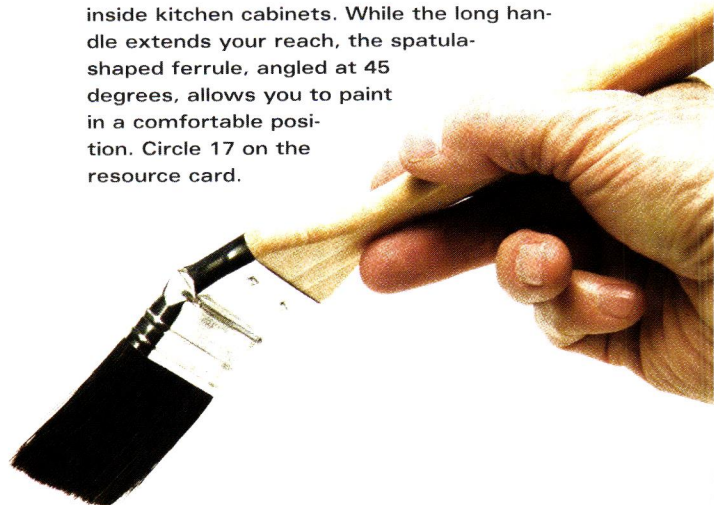 inside kitchen cabinets. While the long han-
dle extends your reach, the spatula-
shaped ferrule, angled at 45
degrees, allows you to paint
in a comfortable posi-
tion. Circle 17 on the
resource card.